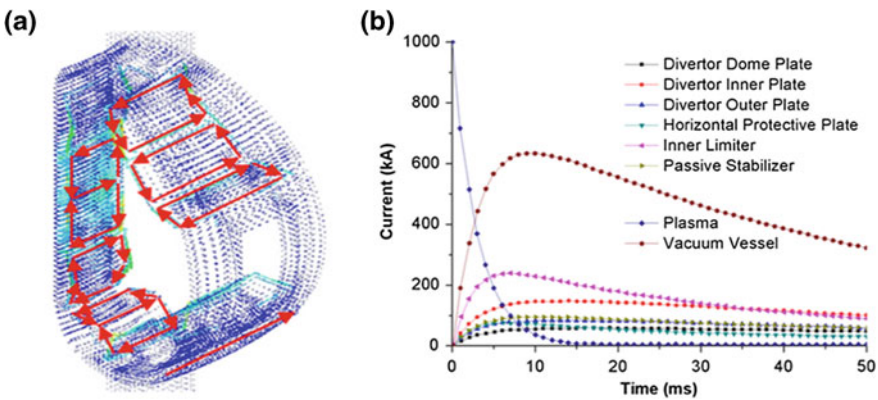 (a)
(b)
1000
800
600
400
200
0
Current (kA)
Divertor Dome Plate
Divertor Inner Plate
Divertor Outer Plate
Horizontal Protective Plate
Inner Limiter
Passive Stabilizer
Plasma
Vacuum Vessel
0 10 20 30 40 50
Time (ms)